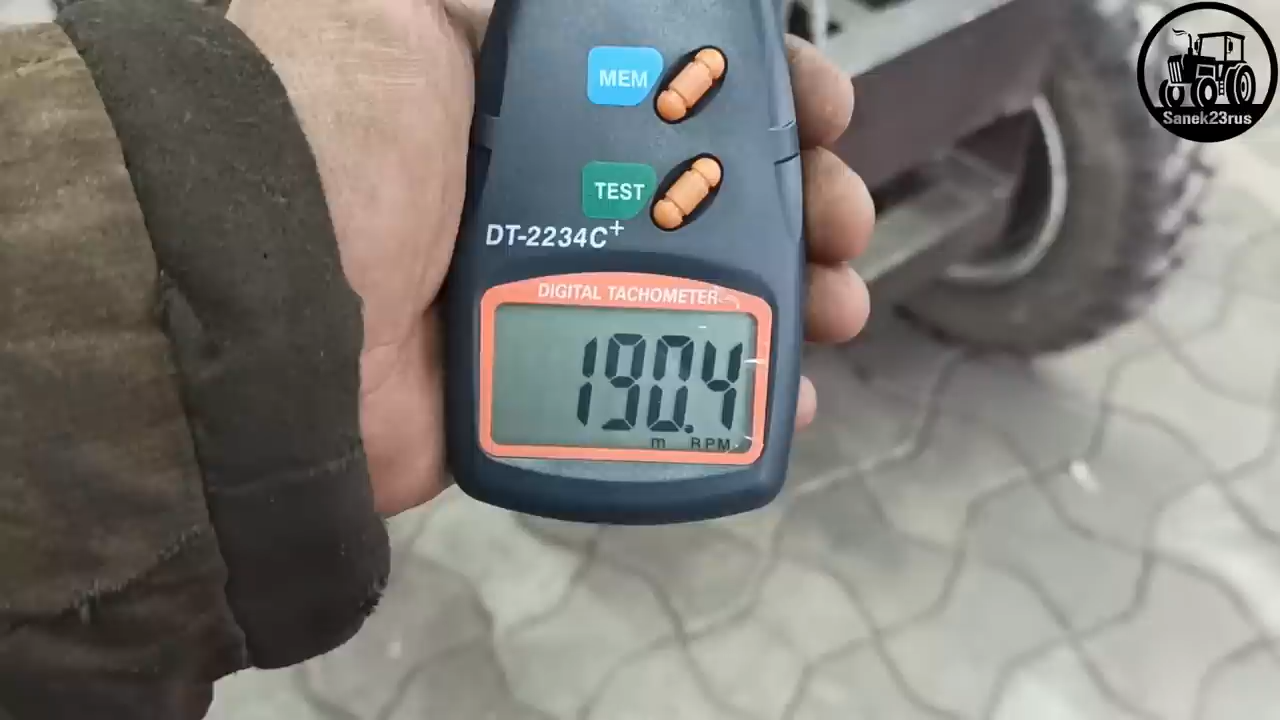 Sanek23rus
MEM
TEST
DT-2234C+
DIGITAL TACHOMETER
190.4
m RPM